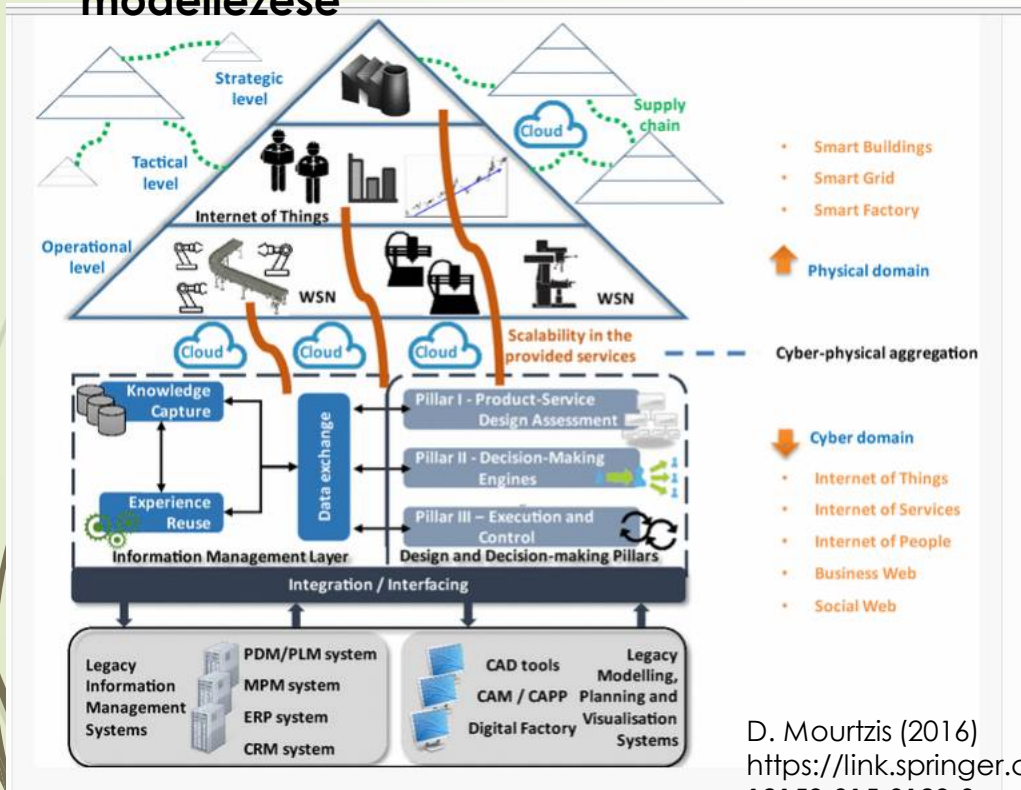 modellezése
Strategic
level
Cloud
Supply
chain
Tactical
level
Internet of Things
Operational
level
WSN
WSN
Cloud
Cloud
Cloud
Scalability in the
provided services
Knowledge
Capture
Experience
Reuse
Data exchange
Information Management Layer
Pillar I - Product-Service
Design Assessment
Pillar II - Decision-Making
Engines
Pillar III – Execution and
Control
Design and Decision-making Pillars
Integration / Interfacing
Legacy
Information
Management
Systems
PDM/PLM system
MPM system
ERP system
CRM system
CAD tools
CAM / CAPP
Digital Factory
Legacy
Modelling,
Planning and
Visualisation
Systems
• Smart Buildings
• Smart Grid
• Smart Factory
Physical domain
Cyber-physical aggregation
Cyber domain
• Internet of Things
• Internet of Services
• Internet of People
• Business Web
• Social Web
D. Mourtzis (2016)
https://link.springer.c